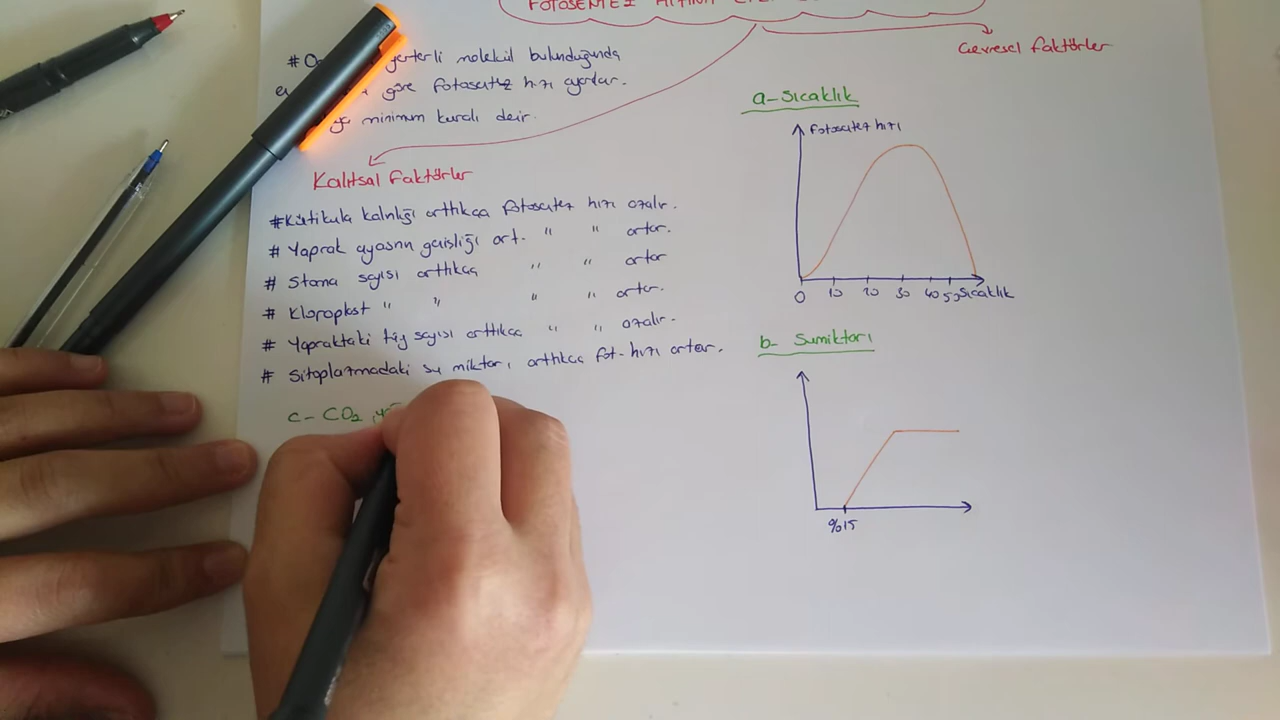 FOTOSENTEZİ
yeterli molekül bulunduğunda
göre fotosentez hızı ayarlar.
minimum kuralı denir.
Kalıtsal faktörler
#Kütikula kalınlığı arttıkça fotosentez hızı azalır.
# Yaprak ayasının genişliği art. " " artar.
# Stoma sayısı arttıkça " " artar
# Kloroplast " " " " artar.
# Yapraktaki tüy sayısı arttıkça " " azalır.
# Sitoplazmadaki su miktarı arttıkça fot. hızı artar.
c- CO2
Çevresel faktörler
a-Sıcaklık
fotosentez hızı
0 10 20 30 40 50 Sıcaklık
b- Su miktarı
%15